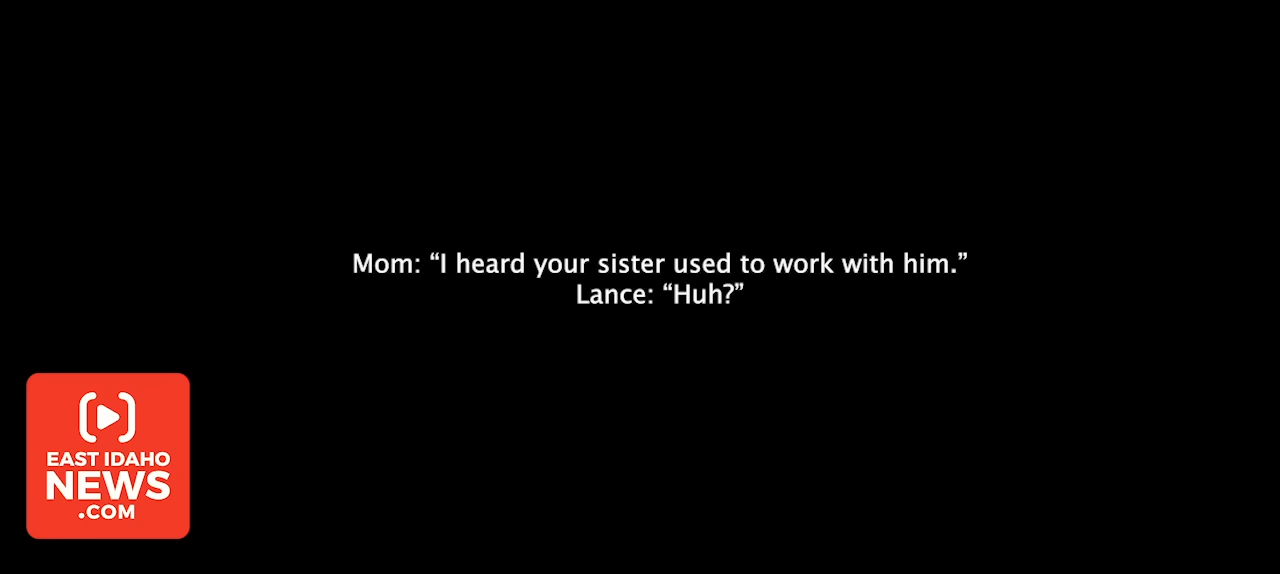 Mom: “I heard your sister used to work with him.”
Lance: “Huh?”
EAST IDAHO
NEWS
.COM